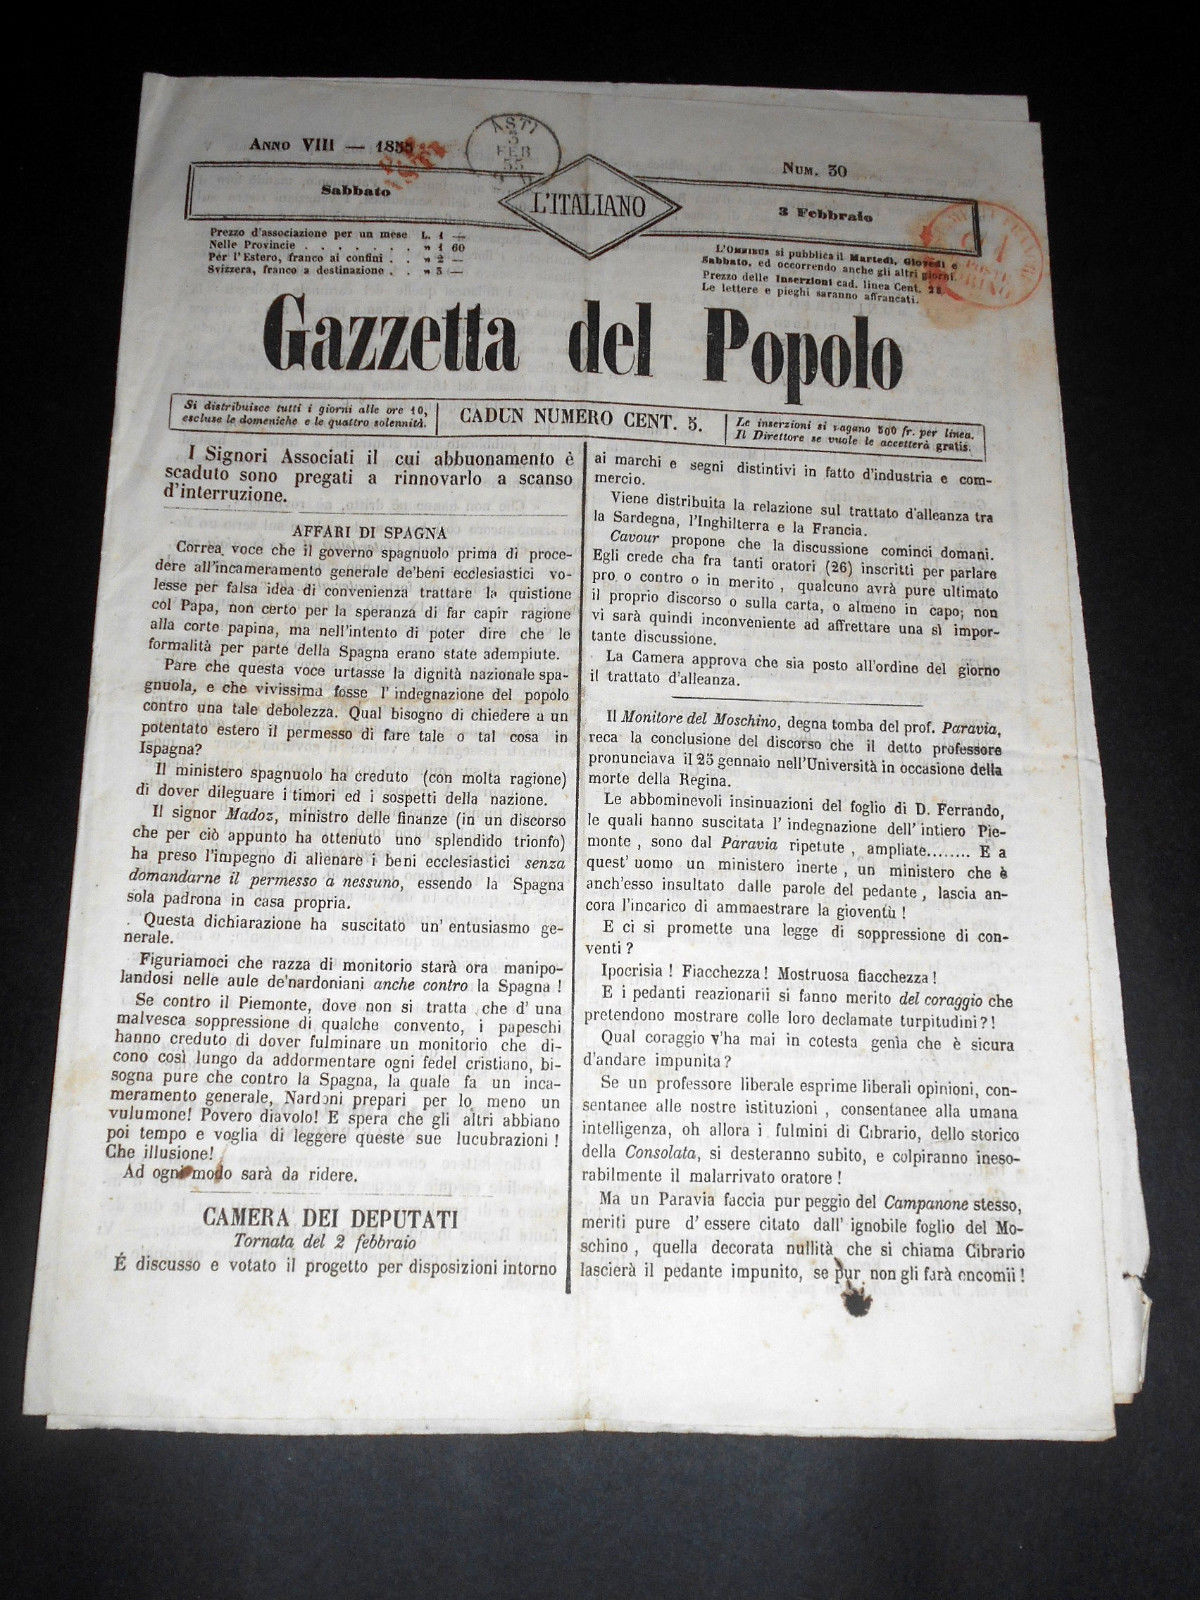 ANNO VIII — 1855
ASTI
3
FEB
55
NUM. 30
Sabbato
L'ITALIANO
3 Febbraio
Prezzo d'associazione per un mese L. 1 —
Nelle Provincie . . . . . . . » 1 60
Per l'Estero, franco ai confini . . » 2 —
Svizzera, franco a destinazione . . » 3 —
L'OMNIBUS si pubblica il Martedì, Giovedì e
Sabbato, ed occorrendo anche gli altri giorni.
Prezzo delle Inserzioni cad. linea Cent. 25
Le lettere e pieghi saranno affrancati.
Gazzetta del Popolo
Si distribuisce tutti i giorni alle ore 10,
escluse le domeniche e le quattro solennità.
CADUN NUMERO CENT. 5.
Le inserzioni si pagano 500 fr. per linea.
Il Direttore se vuole le accetterà gratis.
I Signori Associati il cui abbuonamento è
scaduto sono pregati a rinnovarlo a scanso
d'interruzione.
AFFARI DI SPAGNA
Correa voce che il governo spagnuolo prima di proce-
dere all'incameramento generale de'beni ecclesiastici vo-
lesse per falsa idea di convenienza trattare la quistione
col Papa, non certo per la speranza di far capir ragione
alla corte papina, ma nell'intento di poter dire che le
formalità per parte della Spagna erano state adempiute.
Pare che questa voce urtasse la dignità nazionale spa-
gnuola, e che vivissima fosse l'indegnazione del popolo
contro una tale debolezza. Qual bisogno di chiedere a un
potentato estero il permesso di fare tale o tal cosa in
Ispagna?
Il ministero spagnuolo ha creduto (con molta ragione)
di dover dileguare i timori ed i sospetti della nazione.
Il signor Madoz, ministro delle finanze (in un discorso
che per ciò appunto ha ottenuto uno splendido trionfo)
ha preso l'impegno di alienare i beni ecclesiastici senza
domandarne il permesso a nessuno, essendo la Spagna
sola padrona in casa propria.
Questa dichiarazione ha suscitato un' entusiasmo ge-
nerale.
Figuriamoci che razza di monitorio starà ora manipo-
landosi nelle aule de'nardoniani anche contro la Spagna !
Se contro il Piemonte, dove non si tratta che d' una
malvesca soppressione di qualche convento, i papeschi
hanno creduto di dover fulminare un monitorio che di-
cono così lungo da addormentare ogni fedel cristiano, bi-
sogna pure che contro la Spagna, la quale fa un inca-
meramento generale, Nardoni prepari per lo meno un
vulumone! Povero diavolo! E spera che gli altri abbiano
poi tempo e voglia di leggere queste sue lucubrazioni !
Che illusione!
Ad ogni modo sarà da ridere.
CAMERA DEI DEPUTATI
Tornata del 2 febbraio
É discusso e votato il progetto per disposizioni intorno
ai marchi e segni distintivi in fatto d'industria e com-
mercio.
Viene distribuita la relazione sul trattato d'alleanza tra
la Sardegna, l'Inghilterra e la Francia.
Cavour propone che la discussione cominci domani.
Egli crede cha fra tanti oratori (26) inscritti per parlare
pro o contro o in merito , qualcuno avrà pure ultimato
il proprio discorso o sulla carta, o almeno in capo; non
vi sarà quindi inconveniente ad affrettare una sì impor-
tante discussione.
La Camera approva che sia posto all'ordine del giorno
il trattato d'alleanza.
Il Monitore del Moschino, degna tomba del prof. Paravia,
reca la conclusione del discorso che il detto professore
pronunciava il 25 gennaio nell'Università in occasione della
morte della Regina.
Le abbominevoli insinuazioni del foglio di D. Ferrando,
le quali hanno suscitata l' indegnazione dell' intiero Pie-
monte , sono dal Paravia ripetute , ampliate........ E a
quest' uomo un ministero inerte , un ministero che è
anch'esso insultato dalle parole del pedante , lascia an-
cora l'incarico di ammaestrare la gioventù !
E ci si promette una legge di soppressione di con-
venti ?
Ipocrisia ! Fiacchezza ! Mostruosa fiacchezza !
E i pedanti reazionarii si fanno merito del coraggio che
pretendono mostrare colle loro declamate turpitudini ? !
Qual coraggio v'ha mai in cotesta genìa che è sicura
d'andare impunita ?
Se un professore liberale esprime liberali opinioni, con-
sentanee alle nostre istituzioni , consentanee alla umana
intelligenza, oh allora i fulmini di Cibrario, dello storico
della Consolata, si desteranno subito, e colpiranno ineso-
rabilmente il malarrivato oratore !
Ma un Paravia faccia pur peggio del Campanone stesso,
meriti pure d' essere citato dall' ignobile foglio del Mo-
schino , quella decorata nullità che si chiama Cibrario
lascierà il pedante impunito, se pur non gli farà encomii !